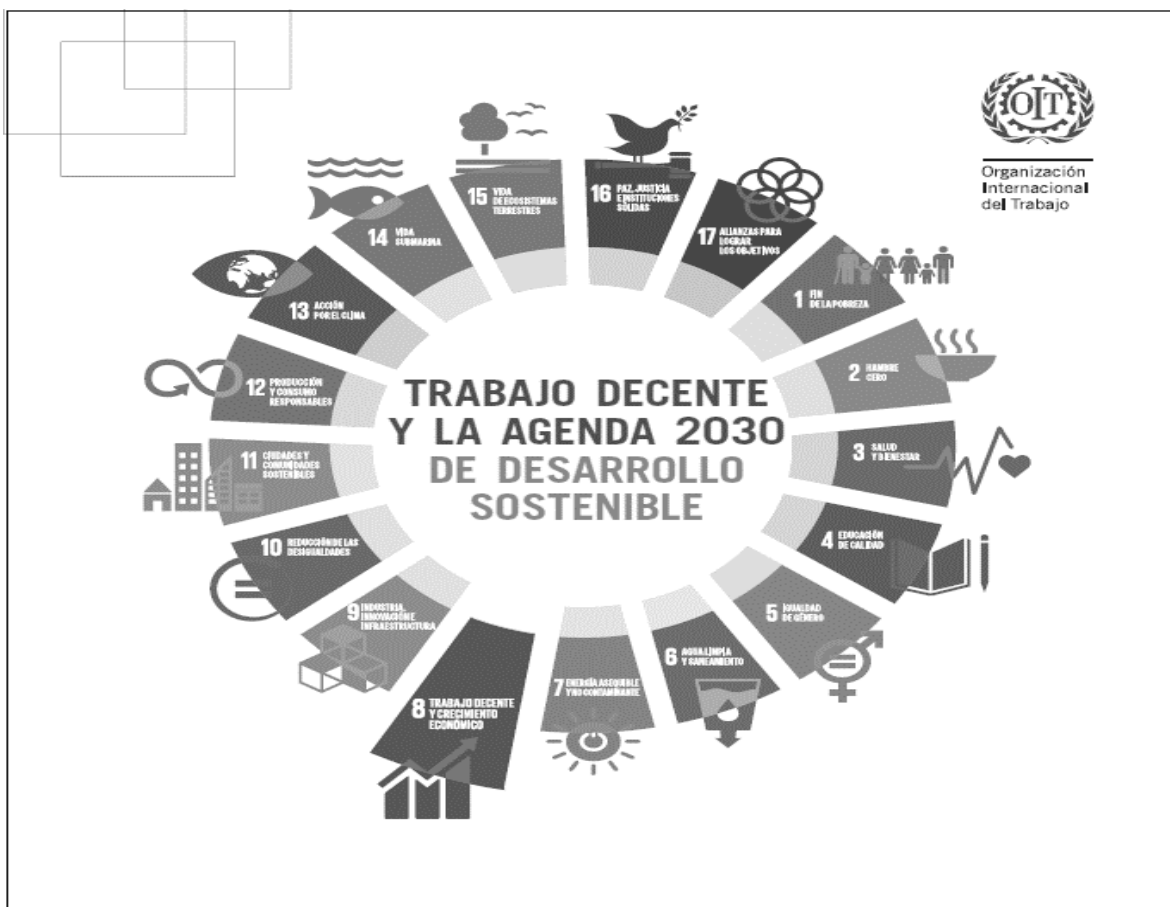 OIT
Organización
Internacional
del Trabajo
TRABAJO DECENTE
Y LA AGENDA 2030
DE DESARROLLO
SOSTENIBLE
1 FIN
DE LA POBREZA
2 HAMBRE
CERO
3 SALUD
Y BIENESTAR
4 EDUCACIÓN
DE CALIDAD
5 IGUALDAD
DE GÉNERO
6 AGUA LIMPIA
Y SANEAMIENTO
7 ENERGÍA ASEQUIBLE
Y NO CONTAMINANTE
8 TRABAJO DECENTE
Y CRECIMIENTO
ECONÓMICO
9 INDUSTRIA,
INNOVACIÓN E
INFRAESTRUCTURA
10 REDUCCIÓN DE LAS
DESIGUALDADES
11 CIUDADES Y
COMUNIDADES
SOSTENIBLES
12 PRODUCCIÓN
Y CONSUMO
RESPONSABLES
13 ACCIÓN
POR EL CLIMA
14 VIDA
SUBMARINA
15 VIDA
DE ECOSISTEMAS
TERRESTRES
16 PAZ, JUSTICIA
E INSTITUCIONES
SÓLIDAS
17 ALIANZAS PARA
LOGRAR
LOS OBJETIVOS